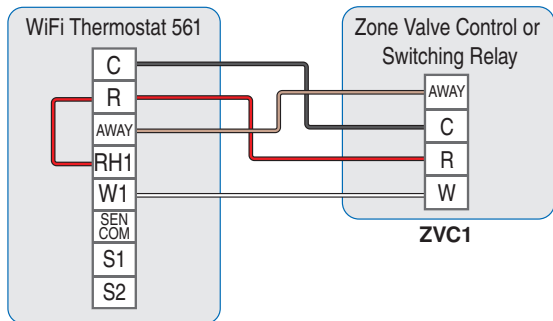 WiFi Thermostat 561
C
R
AWAY
RH1
W1
SEN
COM
S1
S2
Zone Valve Control or
Switching Relay
AWAY
C
R
W
ZVC1